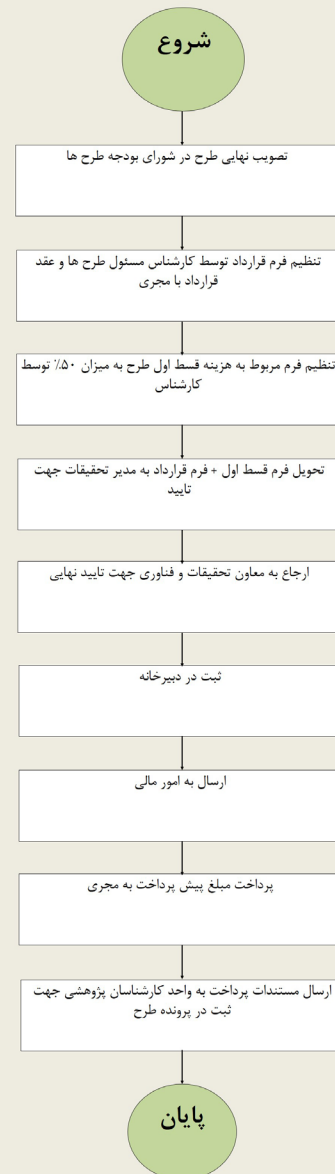 شروع
تصویب نهایی طرح در شورای بودجه طرح ها
تنظیم فرم قرارداد توسط کارشناس مسئول طرح ها و عقد
قرارداد با مجری
تنظیم فرم مربوط به هزینه قسط اول طرح به میزان ۵۰٪ توسط
کارشناس
تحویل فرم قسط اول + فرم قرارداد به مدیر تحقیقات جهت
تایید
ارجاع به معاون تحقیقات و فناوری جهت تایید نهایی
ثبت در دبیرخانه
ارسال به امور مالی
پرداخت مبلغ پیش پرداخت به مجری
ارسال مستندات پرداخت به واحد کارشناسان پژوهشی جهت
ثبت در پرونده طرح
پایان